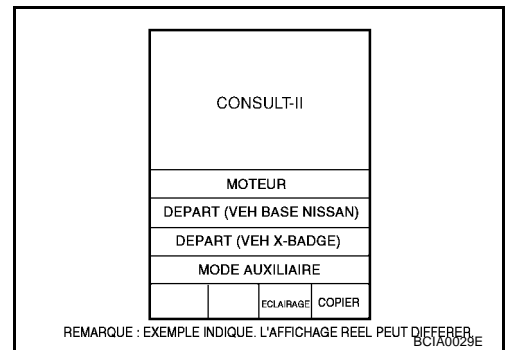 CONSULT-II
MOTEUR
DEPART (VEH BASE NISSAN)
DEPART (VEH X-BADGE)
MODE AUXILIAIRE
ECLAIRAGE COPIER
REMARQUE : EXEMPLE INDIQUE. L'AFFICHAGE REEL PEUT DIFFERER.
BCIA0029E